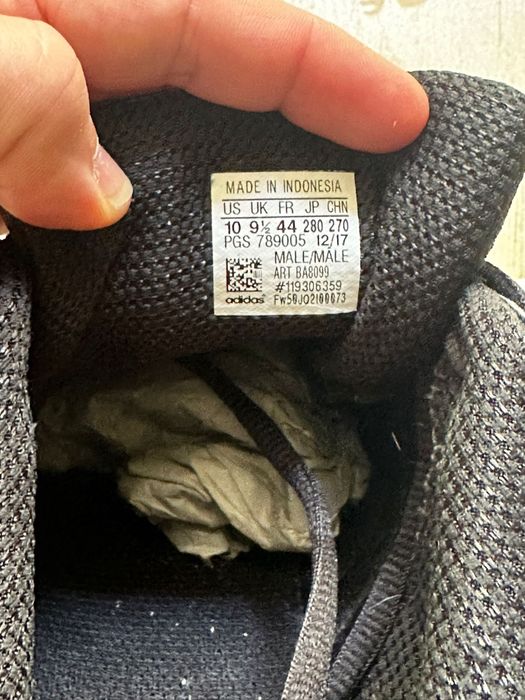 MADE IN INDONESIA
US UK FR JP CHN
10 9½ 44 280 270
PGS 789005 12/17
MALE/MALE
ART BA8099
#119306359
adidas FW50J02100073